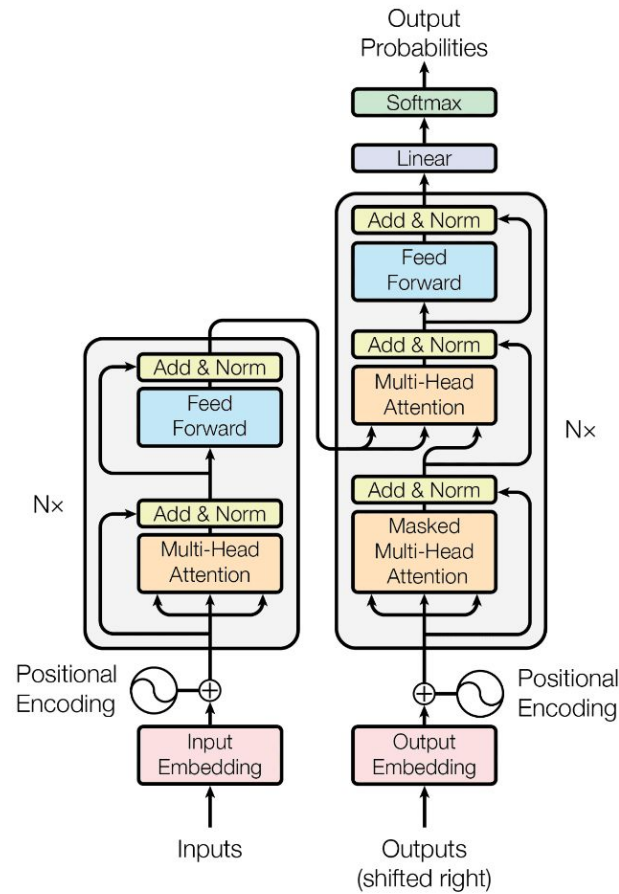 Output
Probabilities
Softmax
Linear
Add & Norm
Feed
Forward
Add & Norm
Multi-Head
Attention
Add & Norm
Masked
Multi-Head
Attention
N×
Add & Norm
Feed
Forward
Add & Norm
Multi-Head
Attention
N×
Positional
Encoding
Positional
Encoding
Input
Embedding
Output
Embedding
Inputs
Outputs
(shifted right)